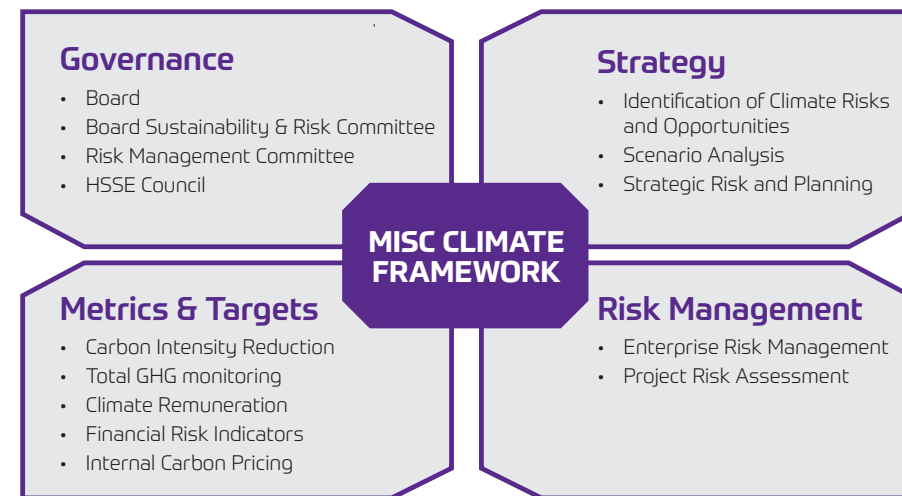 Governance
• Board
• Board Sustainability & Risk Committee
• Risk Management Committee
• HSSE Council
Strategy
• Identification of Climate Risks
and Opportunities
• Scenario Analysis
• Strategic Risk and Planning
MISC CLIMATE
FRAMEWORK
Metrics & Targets
• Carbon Intensity Reduction
• Total GHG monitoring
• Climate Remuneration
• Financial Risk Indicators
• Internal Carbon Pricing
Risk Management
• Enterprise Risk Management
• Project Risk Assessment